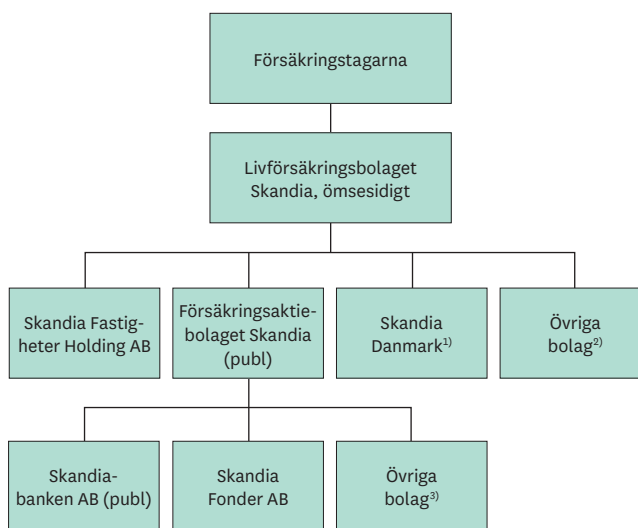 Försäkringstagarna
Livförsäkringsbolaget
Skandia, ömsesidigt
Skandia Fastig-
heter Holding AB
Försäkringsaktie-
bolaget Skandia
(publ)
Skandia
Danmark¹⁾
Övriga
bolag²⁾
Skandia-
banken AB (publ)
Skandia
Fonder AB
Övriga
bolag³⁾